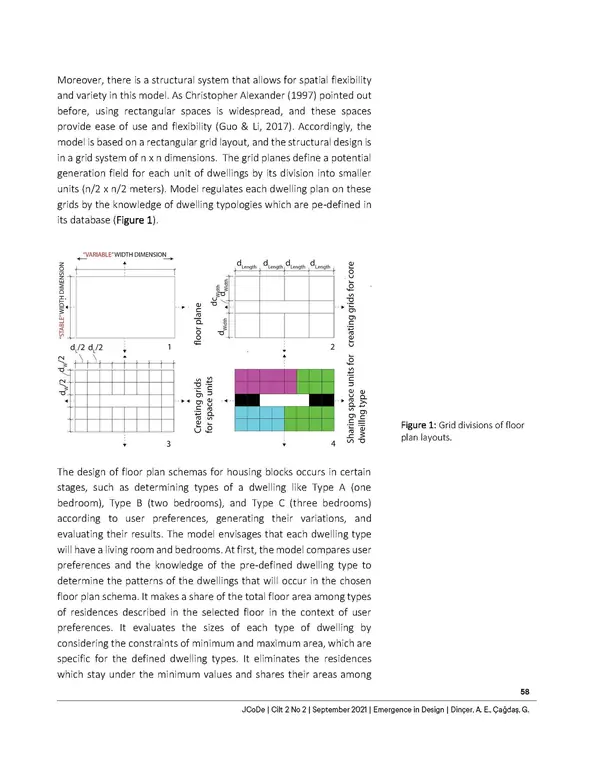 Moreover, there is a structural system that allows for spatial flexibility
and variety in this model. As Christopher Alexander (1997) pointed out
before, using rectangular spaces is widespread, and these spaces
provide ease of use and flexibility (Guo & Li, 2017). Accordingly, the
model is based on a rectangular grid layout, and the structural design is
in a grid system of n x n dimensions. The grid planes define a potential
generation field for each unit of dwellings by its division into smaller
units (n/2 x n/2 meters). Model regulates each dwelling plan on these
grids by the knowledge of dwelling typologies which are pe-defined in
its database (Figure 1).
"VARIABLE" WIDTH DIMENSION
"STABLE" WIDTH DIMENSION
floor plane
1
dLength dLength dLength dLength
dcWidth
dWidth
dWidth
creating grids for core
2
dL/2 dL/2
dW/2 dW/2
Creating grids
for space units
3
Sharing space units for
dwelling type
4
Figure 1: Grid divisions of floor
plan layouts.
The design of floor plan schemas for housing blocks occurs in certain
stages, such as determining types of a dwelling like Type A (one
bedroom), Type B (two bedrooms), and Type C (three bedrooms)
according to user preferences, generating their variations, and
evaluating their results. The model envisages that each dwelling type
will have a living room and bedrooms. At first, the model compares user
preferences and the knowledge of the pre-defined dwelling type to
determine the patterns of the dwellings that will occur in the chosen
floor plan schema. It makes a share of the total floor area among types
of residences described in the selected floor in the context of user
preferences. It evaluates the sizes of each type of dwelling by
considering the constraints of minimum and maximum area, which are
specific for the defined dwelling types. It eliminates the residences
which stay under the minimum values and shares their areas among
58
JCoDe | Cilt 2 No 2 | September 2021 | Emergence in Design | Dinçer, A. E., Çağdaş, G.